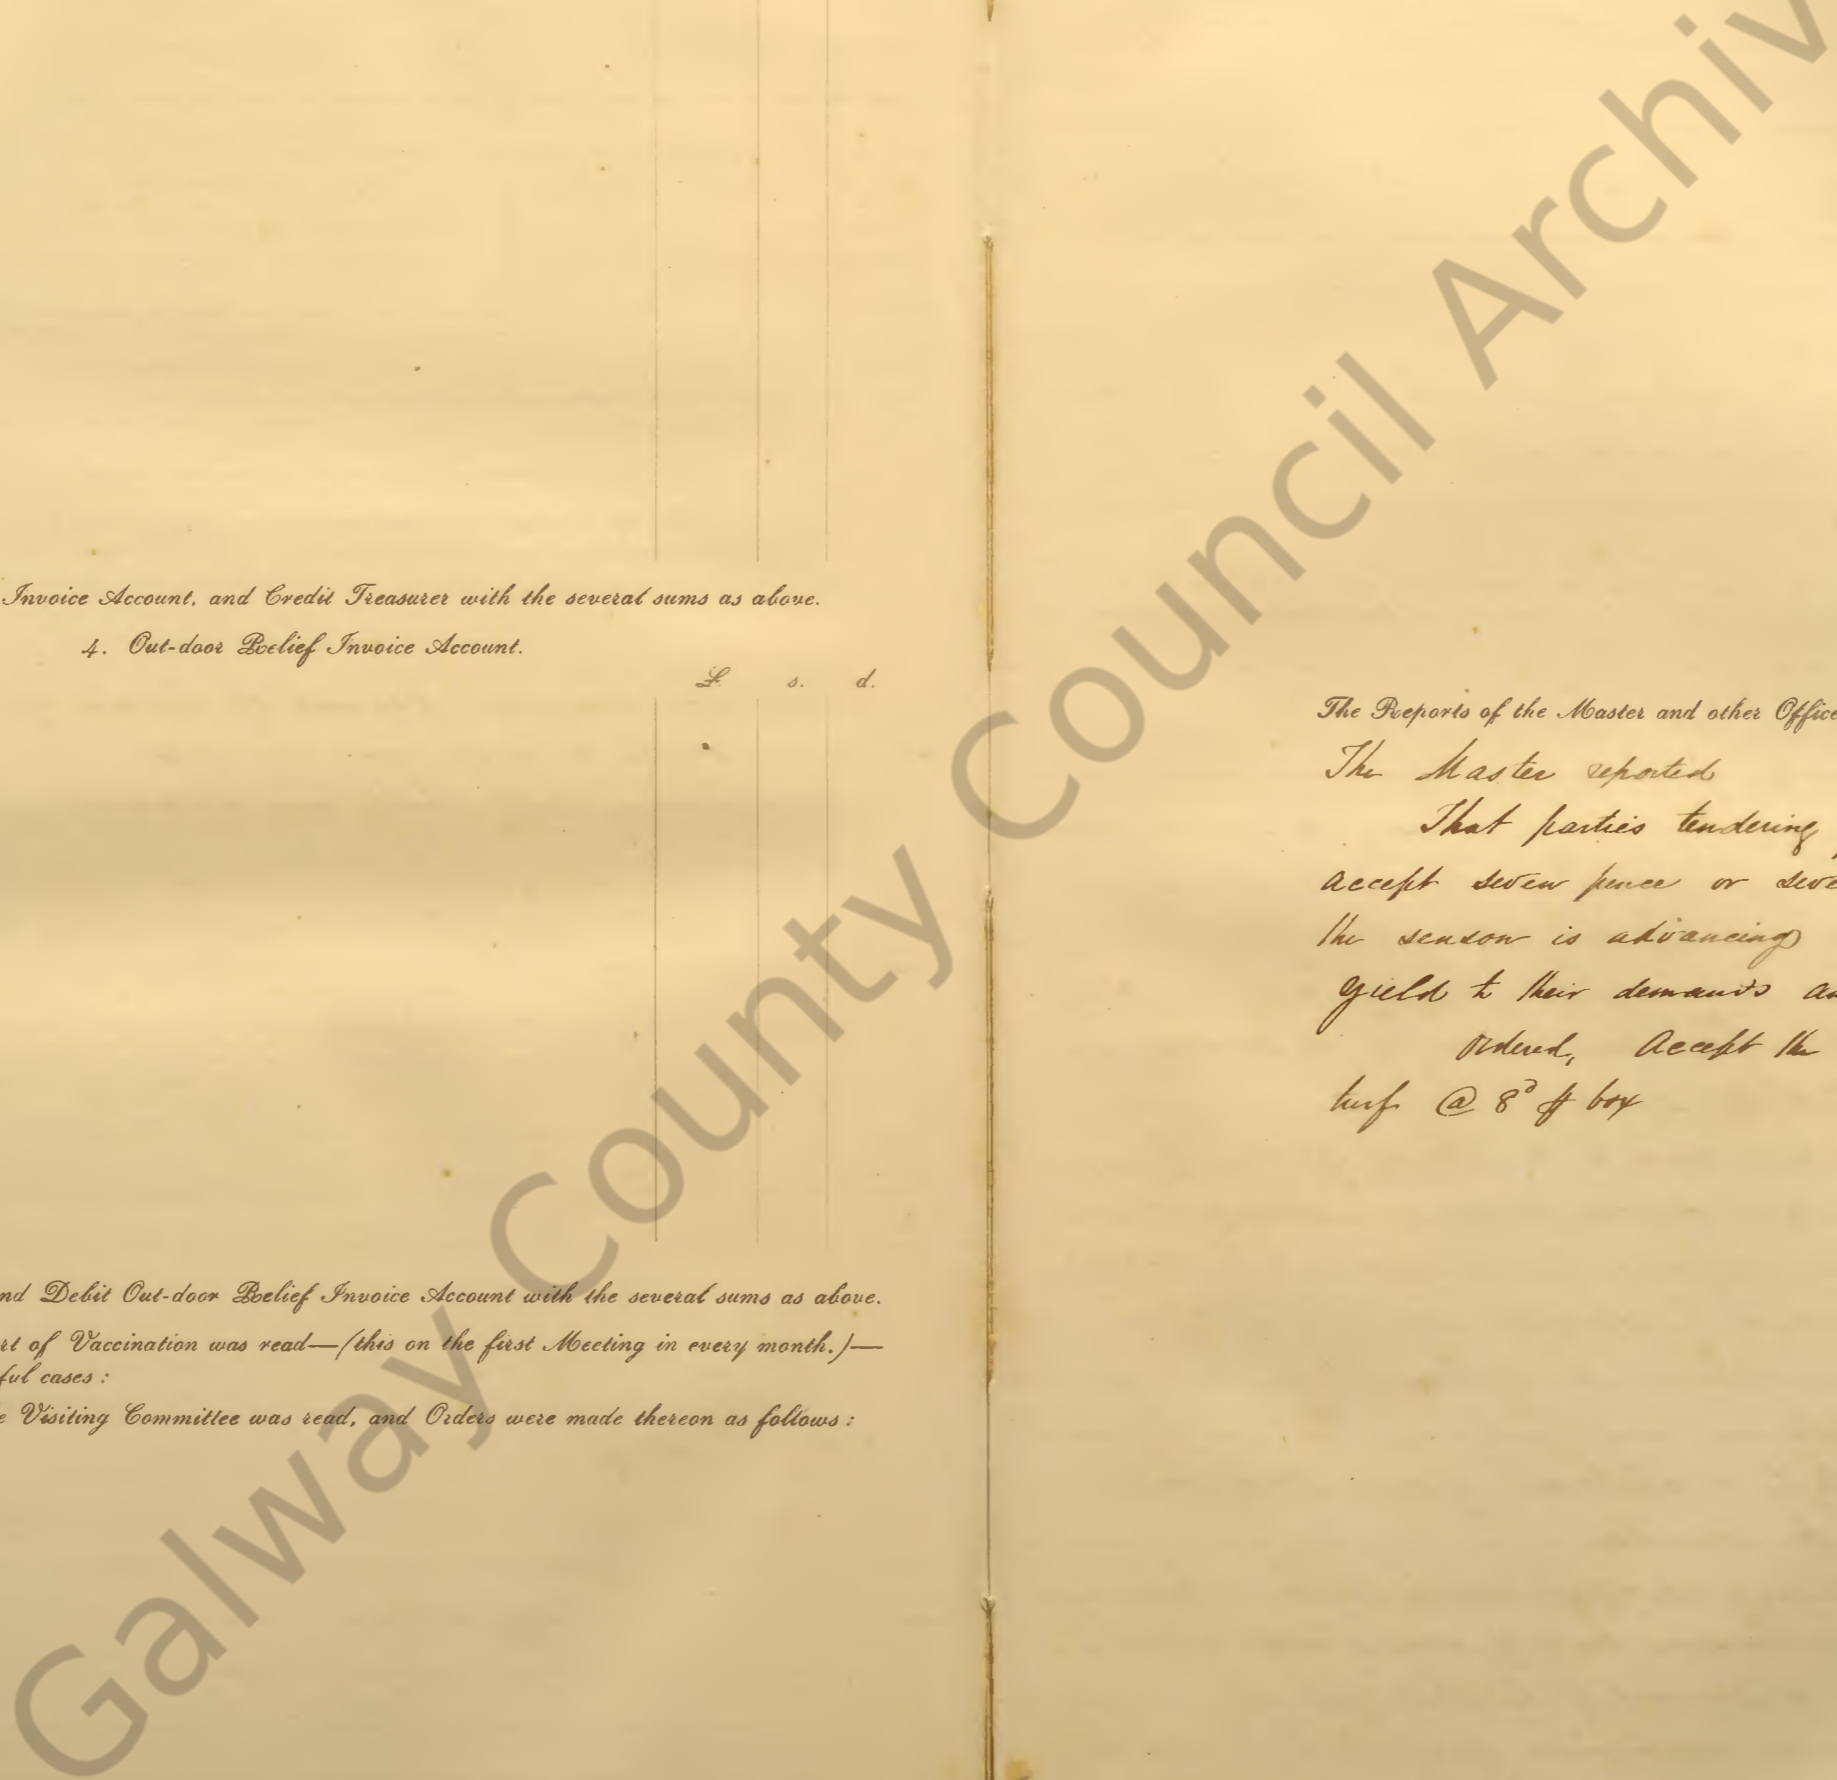 Invoice Account, and Credit Treasurer with the several sums as above.
4. Out-door Relief Invoice Account.
£. s. d.
nd Debit Out-door Relief Invoice Account with the several sums as above.
rt of Vaccination was read—(this on the first Meeting in every month.)—
ful cases :
e Visiting Committee was read, and Orders were made thereon as follows :
The Reports of the Master and other Office
The Master reported
That parties tendering
accept seven pence or seve
the season is advancing
yield to their demands an
Ordered, Accept the
turf @ 8d ⅌ box
Galway County Council Archiv